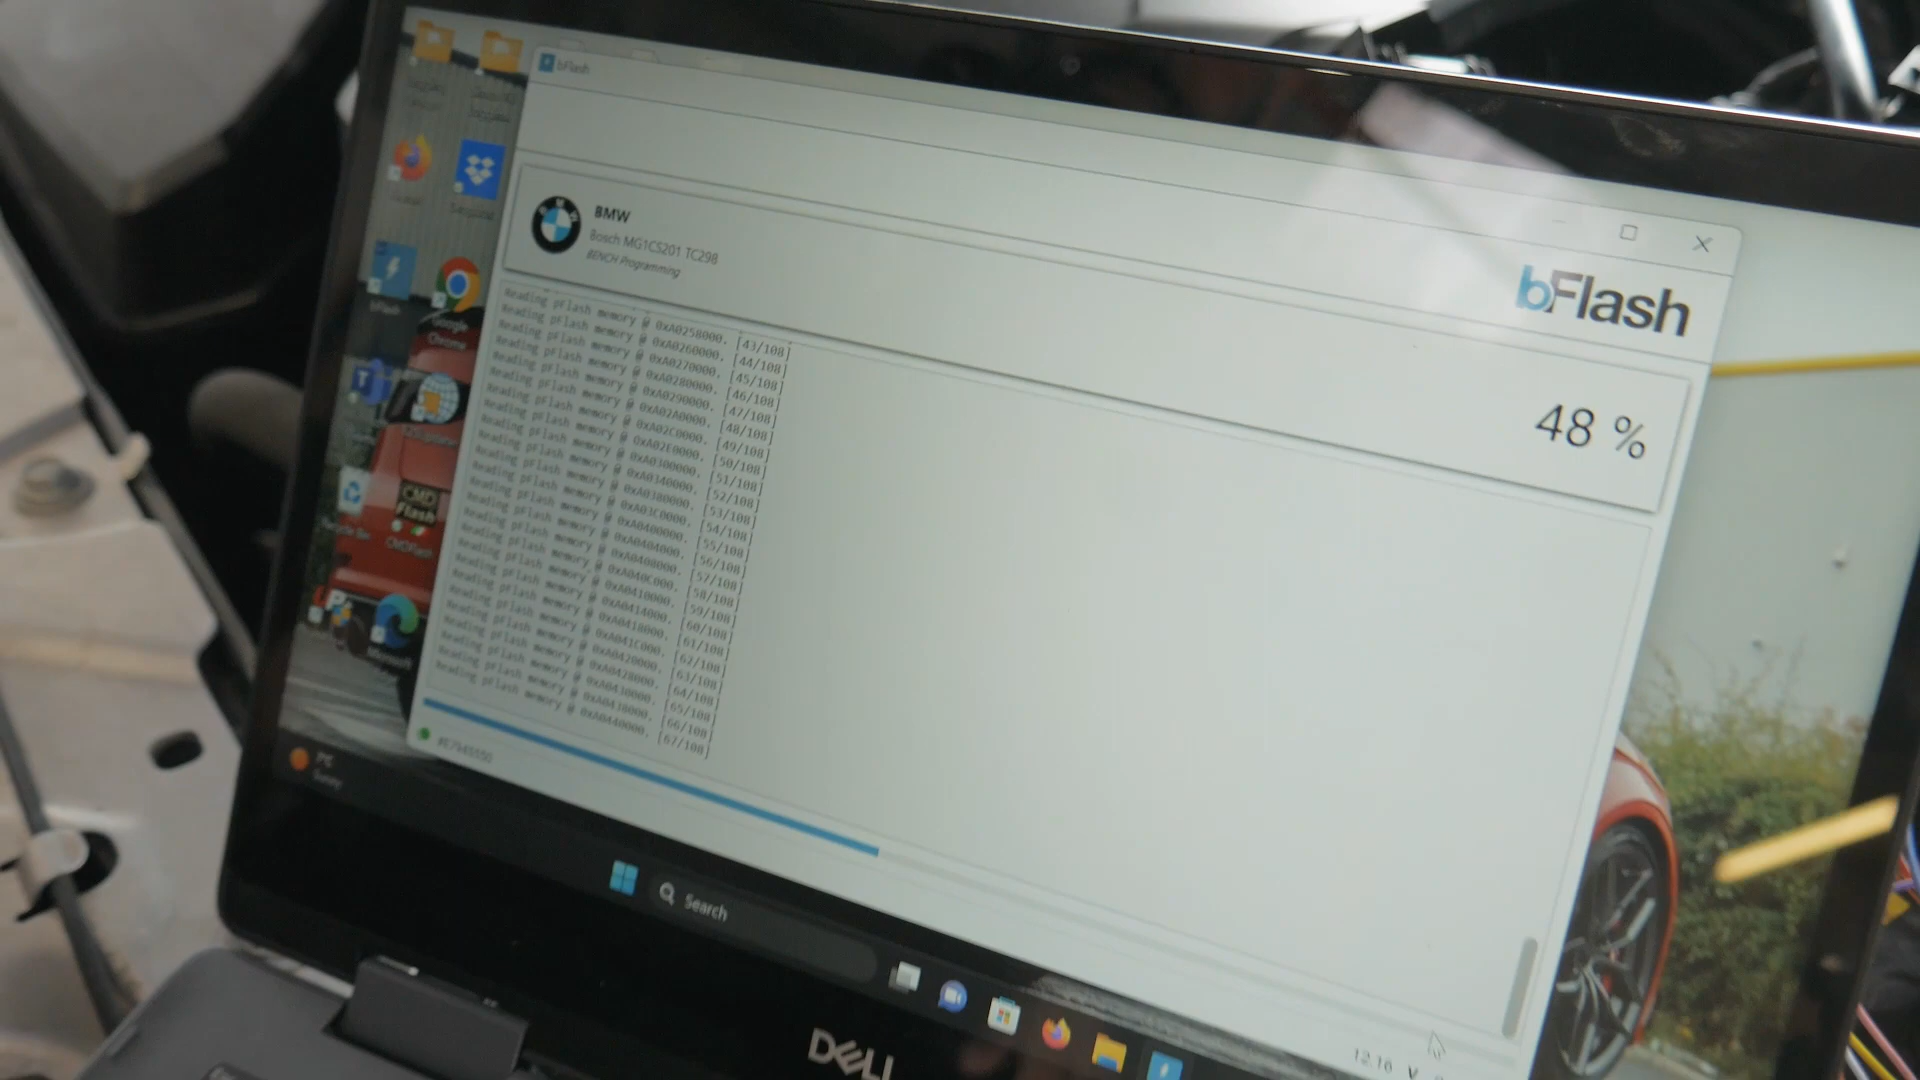 bFlash
BMW
Bosch MG1CS201 TC298
BENCH Programming
bFlash
48 %
Reading pFlash memory @ 0xA0258000. [43/108]
Reading pFlash memory @ 0xA0260000. [44/108]
Reading pFlash memory @ 0xA0270000. [45/108]
Reading pFlash memory @ 0xA0280000. [46/108]
Reading pFlash memory @ 0xA0290000. [47/108]
Reading pFlash memory @ 0xA02A0000. [48/108]
Reading pFlash memory @ 0xA02C0000. [49/108]
Reading pFlash memory @ 0xA02E0000. [50/108]
Reading pFlash memory @ 0xA0300000. [51/108]
Reading pFlash memory @ 0xA0340000. [52/108]
Reading pFlash memory @ 0xA0380000. [53/108]
Reading pFlash memory @ 0xA03C0000. [54/108]
Reading pFlash memory @ 0xA0400000. [55/108]
Reading pFlash memory @ 0xA0404000. [56/108]
Reading pFlash memory @ 0xA0408000. [57/108]
Reading pFlash memory @ 0xA040C000. [58/108]
Reading pFlash memory @ 0xA0410000. [59/108]
Reading pFlash memory @ 0xA0414000. [60/108]
Reading pFlash memory @ 0xA0418000. [61/108]
Reading pFlash memory @ 0xA041C000. [62/108]
Reading pFlash memory @ 0xA0420000. [63/108]
Reading pFlash memory @ 0xA0428000. [64/108]
Reading pFlash memory @ 0xA0430000. [65/108]
Reading pFlash memory @ 0xA0438000. [66/108]
Reading pFlash memory @ 0xA0440000. [67/108]
Google
Chrome
CMD
Flash
CMDFlash
Microsoft
Search
12:16
DELL